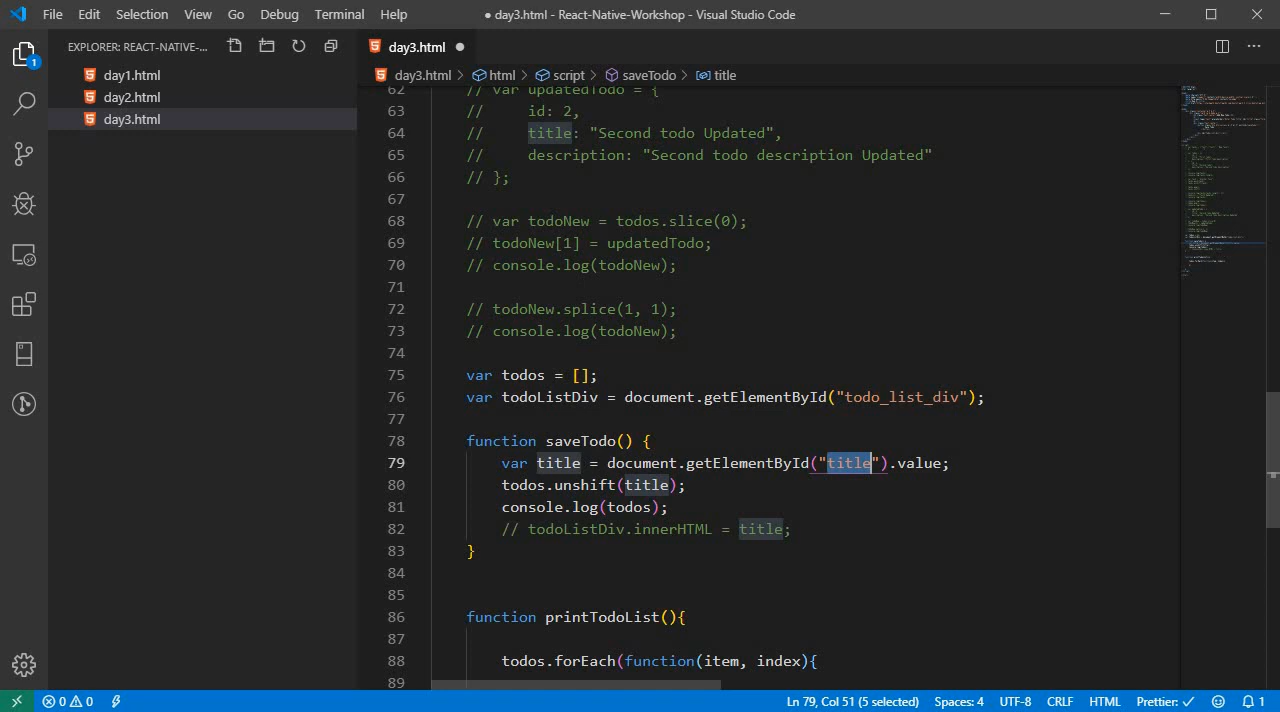 File Edit Selection View Go Debug Terminal Help
● day3.html - React-Native-Workshop - Visual Studio Code
EXPLORER: REACT-NATIVE-...
1
day1.html
day2.html
day3.html
day3.html ●
day3.html > html > script > saveTodo > title
62 // var updatedTodo = {
63 // id: 2,
64 // title: "Second todo Updated",
65 // description: "Second todo description Updated"
66 // };
67
68 // var todoNew = todos.slice(0);
69 // todoNew[1] = updatedTodo;
70 // console.log(todoNew);
71
72 // todoNew.splice(1, 1);
73 // console.log(todoNew);
74
75 var todos = [];
76 var todoListDiv = document.getElementById("todo_list_div");
77
78 function saveTodo() {
79 var title = document.getElementById("title").value;
80 todos.unshift(title);
81 console.log(todos);
82 // todoListDiv.innerHTML = title;
83 }
84
85
86 function printTodoList(){
87
88 todos.forEach(function(item, index){
89
0 0 Ln 79, Col 51 (5 selected) Spaces: 4 UTF-8 CRLF HTML Prettier: ✓ 1